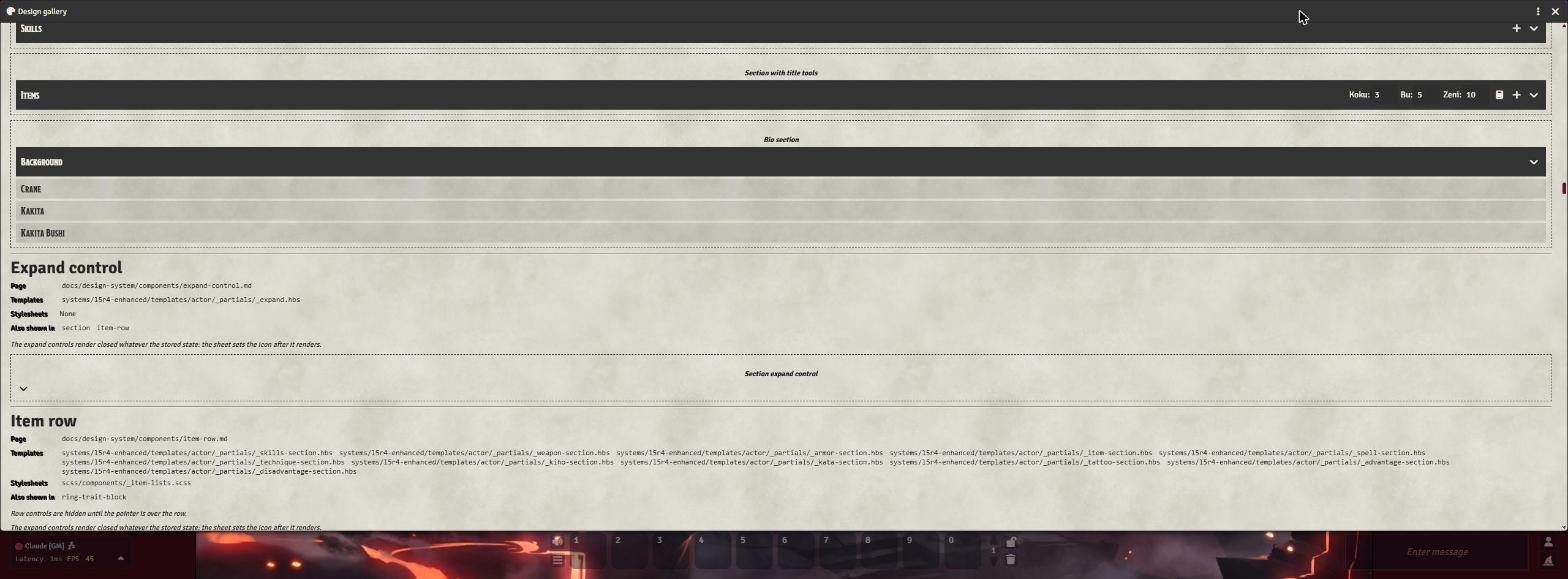 Design gallery
Skills
Section with title tools
Items Koku: 3 Bu: 5 Zeni: 10
Bio section
Background
Crane
Kakita
Kakita Bushi
Expand control
Page docs/design-system/components/expand-control.md
Templates systems/l5r4-enhanced/templates/actor/_partials/_expand.hbs
Stylesheets None
Also shown in section item-row
The expand controls render closed whatever the stored state: the sheet sets the icon after it renders.
Section expand control
Item row
Page docs/design-system/components/item-row.md
Templates systems/l5r4-enhanced/templates/actor/_partials/_skills-section.hbs systems/l5r4-enhanced/templates/actor/_partials/_weapon-section.hbs systems/l5r4-enhanced/templates/actor/_partials/_armor-section.hbs systems/l5r4-enhanced/templates/actor/_partials/_item-section.hbs systems/l5r4-enhanced/templates/actor/_partials/_spell-section.hbs
systems/l5r4-enhanced/templates/actor/_partials/_technique-section.hbs systems/l5r4-enhanced/templates/actor/_partials/_kiho-section.hbs systems/l5r4-enhanced/templates/actor/_partials/_kata-section.hbs systems/l5r4-enhanced/templates/actor/_partials/_tattoo-section.hbs systems/l5r4-enhanced/templates/actor/_partials/_advantage-section.hbs
systems/l5r4-enhanced/templates/actor/_partials/_disadvantage-section.hbs
Stylesheets scss/components/_item-lists.scss
Also shown in ring-trait-block
Row controls are hidden until the pointer is over the row.
The expand controls render closed whatever the stored state: the sheet sets the icon after it renders.
Claude [GM]
Latency 3ms FPS 45
1 2 3 4 5 6 7 8 9 0
1
Enter message